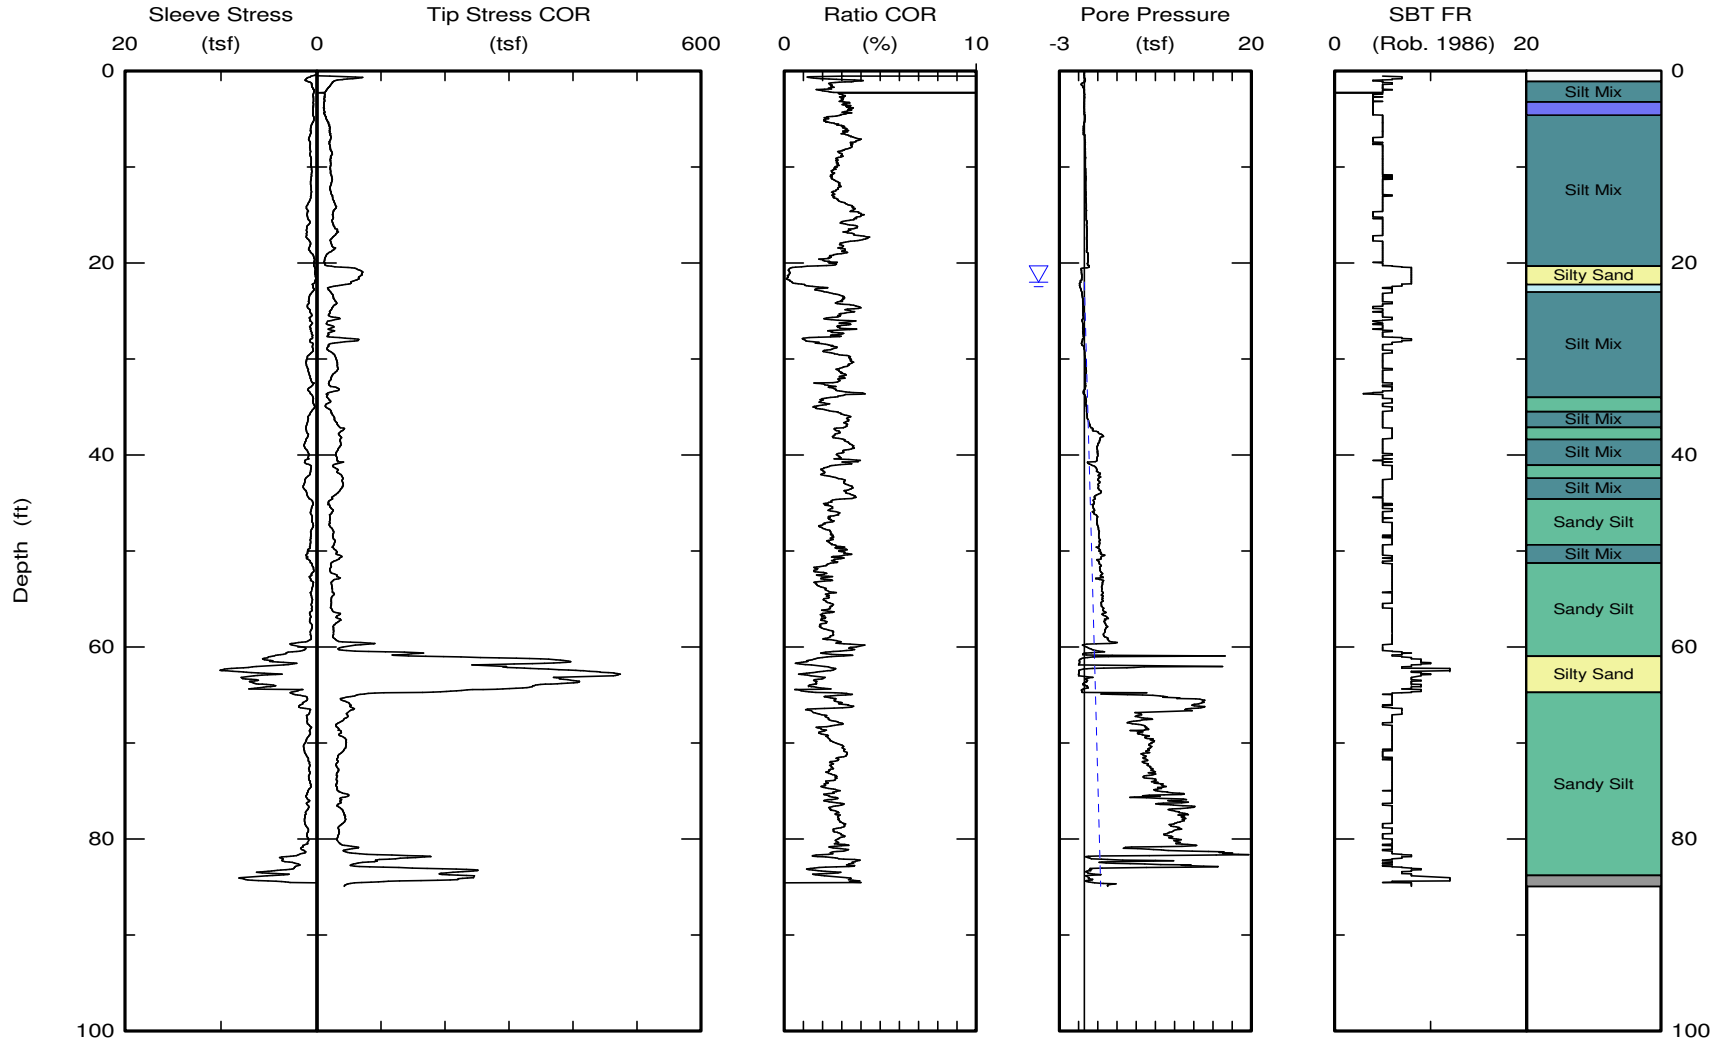 Sleeve Stress Tip Stress COR Ratio COR Pore Pressure SBT FR
(tsf) (tsf) (%) (tsf) (Rob. 1986)
20 0 600 0 10 -3 20 0 20
0 0
Silt Mix
Silt Mix
20 20
Silty Sand
Silt Mix
Silt Mix
40 Silt Mix 40
Silt Mix
Sandy Silt
Depth (ft)
Silt Mix
Sandy Silt
60 60
Silty Sand
Sandy Silt
80 80
100 100